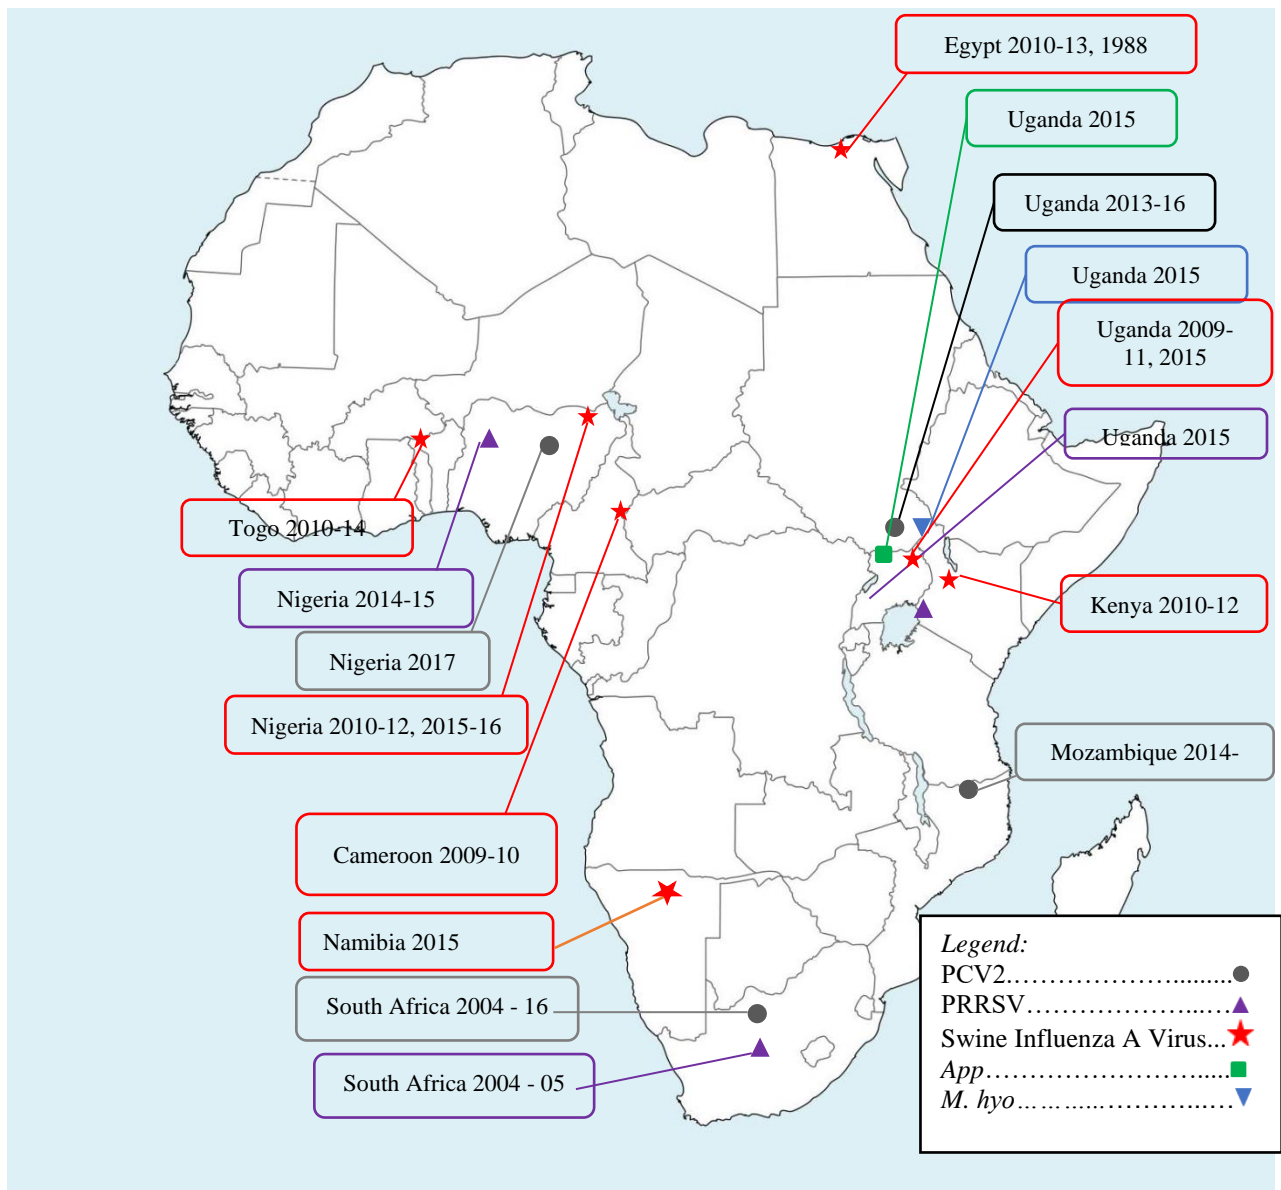 Egypt 2010-13, 1988
Uganda 2015
Uganda 2013-16
Uganda 2015
Uganda 2009-
11, 2015
Uganda 2015
Togo 2010-14
Nigeria 2014-15
Kenya 2010-12
Nigeria 2017
Nigeria 2010-12, 2015-16
Mozambique 2014-
Cameroon 2009-10
Namibia 2015
South Africa 2004 - 16
South Africa 2004 - 05
Legend:
PCV2.………………….........
PRRSV………………...…
Swine Influenza A Virus...
App…………………….....
M. hyo……...………...…